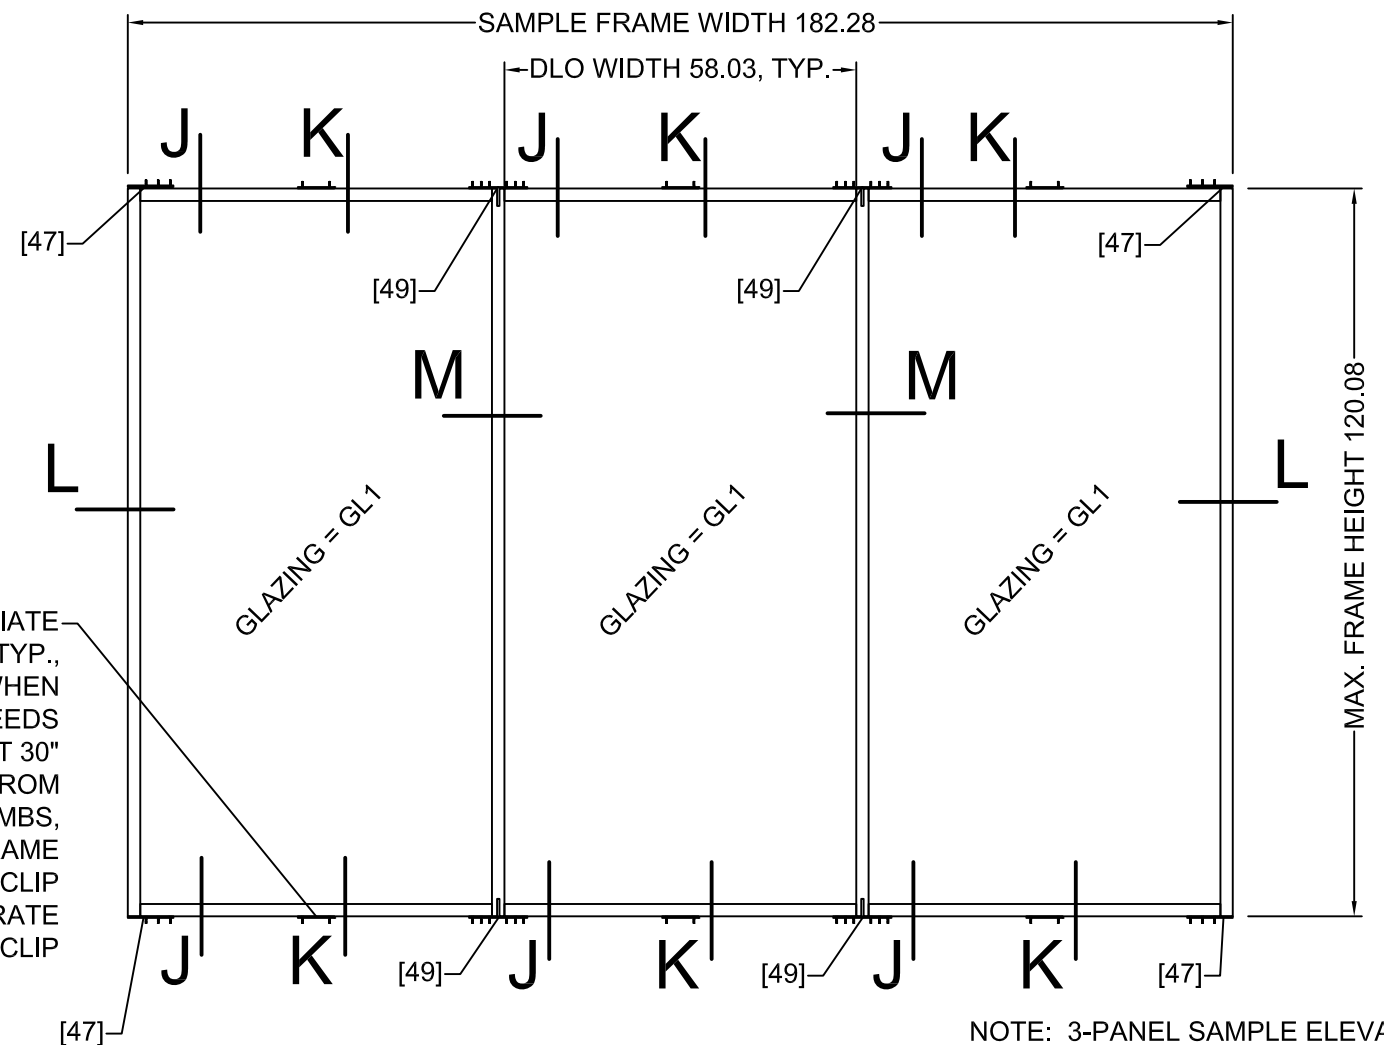 SAMPLE FRAME WIDTH 182.28
DLO WIDTH 58.03, TYP.
J K J K J K
[47] [47]
[49] [49]
M M
MAX. FRAME HEIGHT 120.08
L L
GLAZING = GL1 GLAZING = GL1 GLAZING = GL1
IATE
TYP.,
WHEN
EEDS
T 30"
ROM
MBS,
AME
CLIP
RATE
CLIP
J K J K J K
[49] [49] [47]
[47]
NOTE: 3-PANEL SAMPLE ELEVA